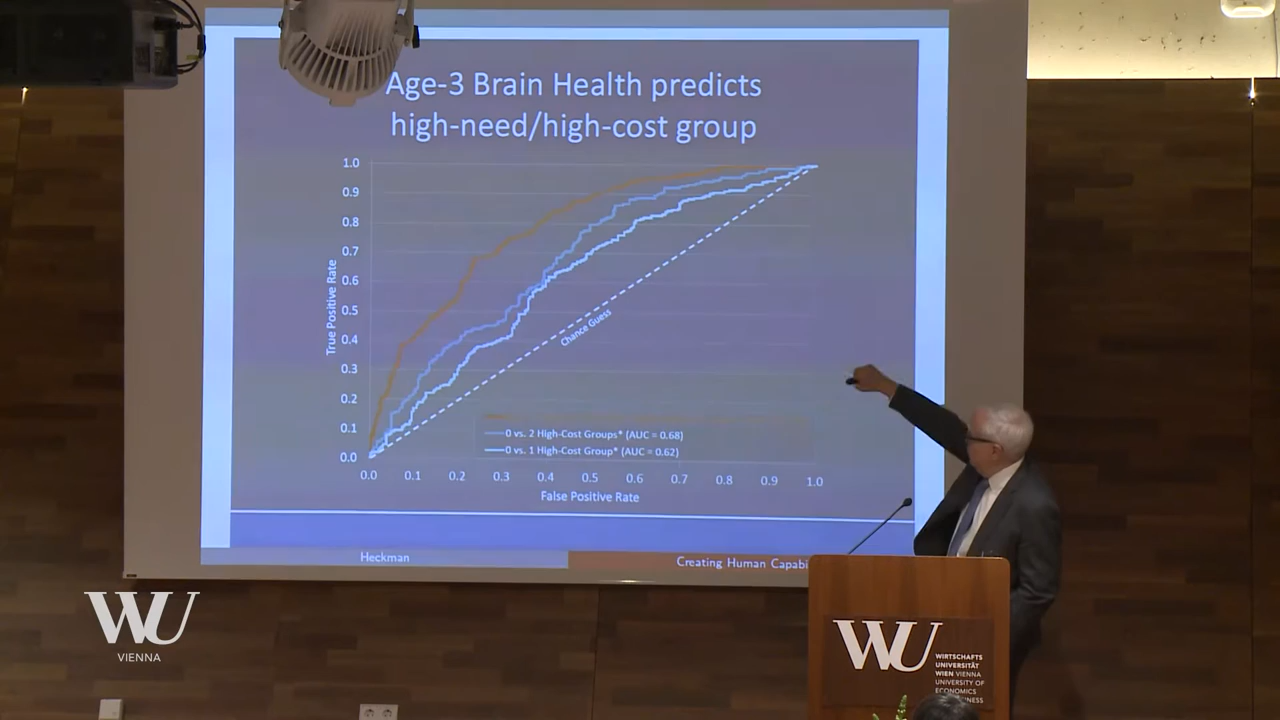 Age-3 Brain Health predicts
high-need/high-cost group
1.0
0.9
0.8
0.7
0.6
0.5
0.4
0.3
0.2
0.1
0.0
True Positive Rate
Chance Guess
0 vs. 2 High-Cost Groups* (AUC = 0.68)
0 vs. 1 High-Cost Group* (AUC = 0.62)
0.0 0.1 0.2 0.3 0.4 0.5 0.6 0.7 0.8 0.9 1.0
False Positive Rate
Heckman
Creating Human Capabi
WU
VIENNA
WU
WIRTSCHAFTS
UNIVERSITÄT
WIEN VIENNA
UNIVERSITY OF
ECONOMICS